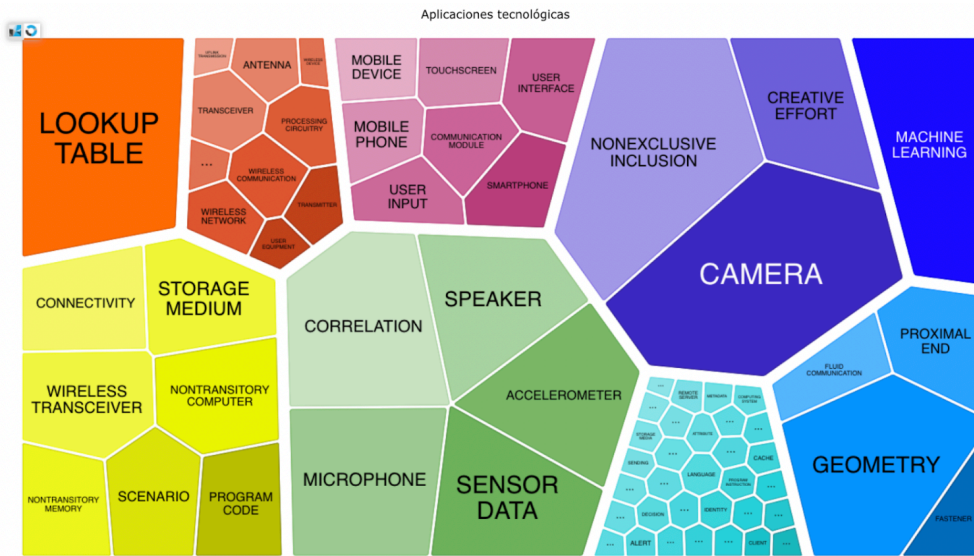 Aplicaciones tecnológicas
LOOKUP
TABLE
ANTENNA
WIRELESS
DEVICE
TRANSCEIVER
PROCESSING
CIRCUITRY
...
WIRELESS
COMMUNICATION
WIRELESS
NETWORK
TRANSMITTER
USER
EQUIPMENT
MOBILE
DEVICE
TOUCHSCREEN
USER
INTERFACE
MOBILE
PHONE
COMMUNICATION
MODULE
USER
INPUT
SMARTPHONE
NONEXCLUSIVE
INCLUSION
CREATIVE
EFFORT
CAMERA
MACHINE
LEARNING
CONNECTIVITY
STORAGE
MEDIUM
WIRELESS
TRANSCEIVER
NONTRANSITORY
COMPUTER
NONTRANSITORY
MEMORY
SCENARIO
PROGRAM
CODE
CORRELATION
SPEAKER
ACCELEROMETER
MICROPHONE
SENSOR
DATA
...
REMOTE
SERVER
METADATA
COMPUTING
SYSTEM
...
...
...
...
STORAGE
MEDIA
ATTRIBUTE
...
SENDING
...
CACHE
LANGUAGE
PROGRAM
INSTRUCTION
...
...
...
DECISION
...
IDENTITY
...
...
...
ALERT
...
...
CLIENT
...
FLUID
COMMUNICATION
PROXIMAL
END
GEOMETRY
FASTENER